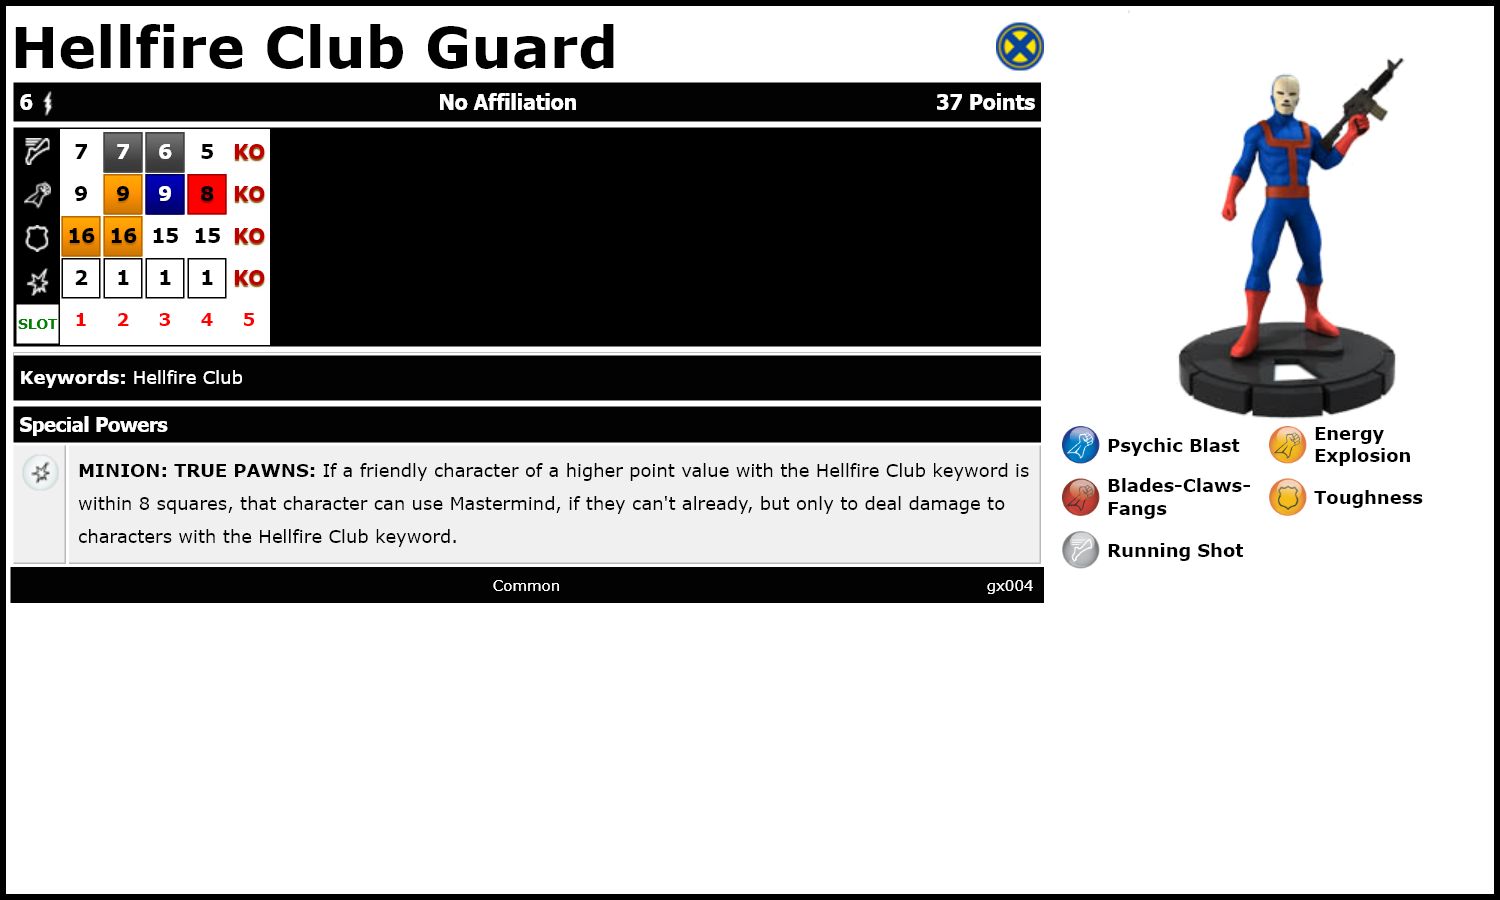 Hellfire Club Guard
6 No Affiliation 37 Points
7 7 6 5 KO
9 9 9 8 KO
16 16 15 15 KO
2 1 1 1 KO
SLOT 1 2 3 4 5
Keywords: Hellfire Club
Special Powers
MINION: TRUE PAWNS: If a friendly character of a higher point value with the Hellfire Club keyword is
within 8 squares, that character can use Mastermind, if they can't already, but only to deal damage to
characters with the Hellfire Club keyword.
Common gx004
Psychic Blast
Energy
Explosion
Blades-Claws-
Fangs
Toughness
Running Shot